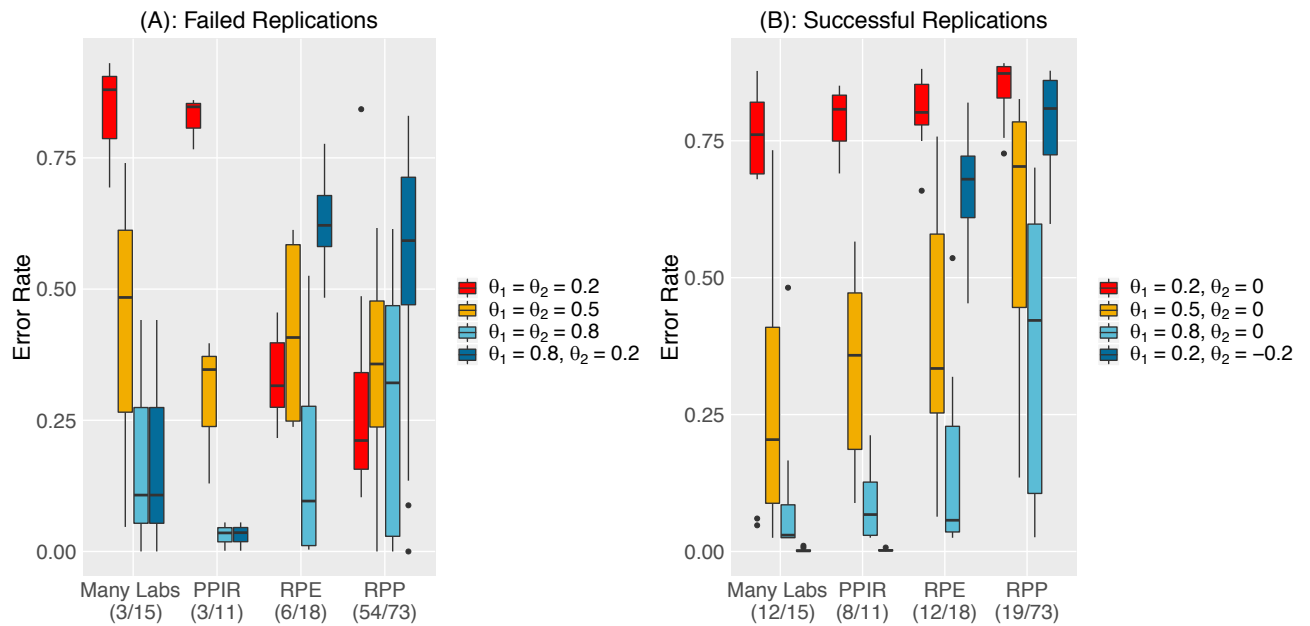 (A): Failed Replications
Error Rate
0.75
0.50
0.25
0.00
Many Labs
(3/15)
PPIR
(3/11)
RPE
(6/18)
RPP
(54/73)
θ1 = θ2 = 0.2
θ1 = θ2 = 0.5
θ1 = θ2 = 0.8
θ1 = 0.8, θ2 = 0.2
(B): Successful Replications
Error Rate
0.75
0.50
0.25
0.00
Many Labs
(12/15)
PPIR
(8/11)
RPE
(12/18)
RPP
(19/73)
θ1 = 0.2, θ2 = 0
θ1 = 0.5, θ2 = 0
θ1 = 0.8, θ2 = 0
θ1 = 0.2, θ2 = −0.2